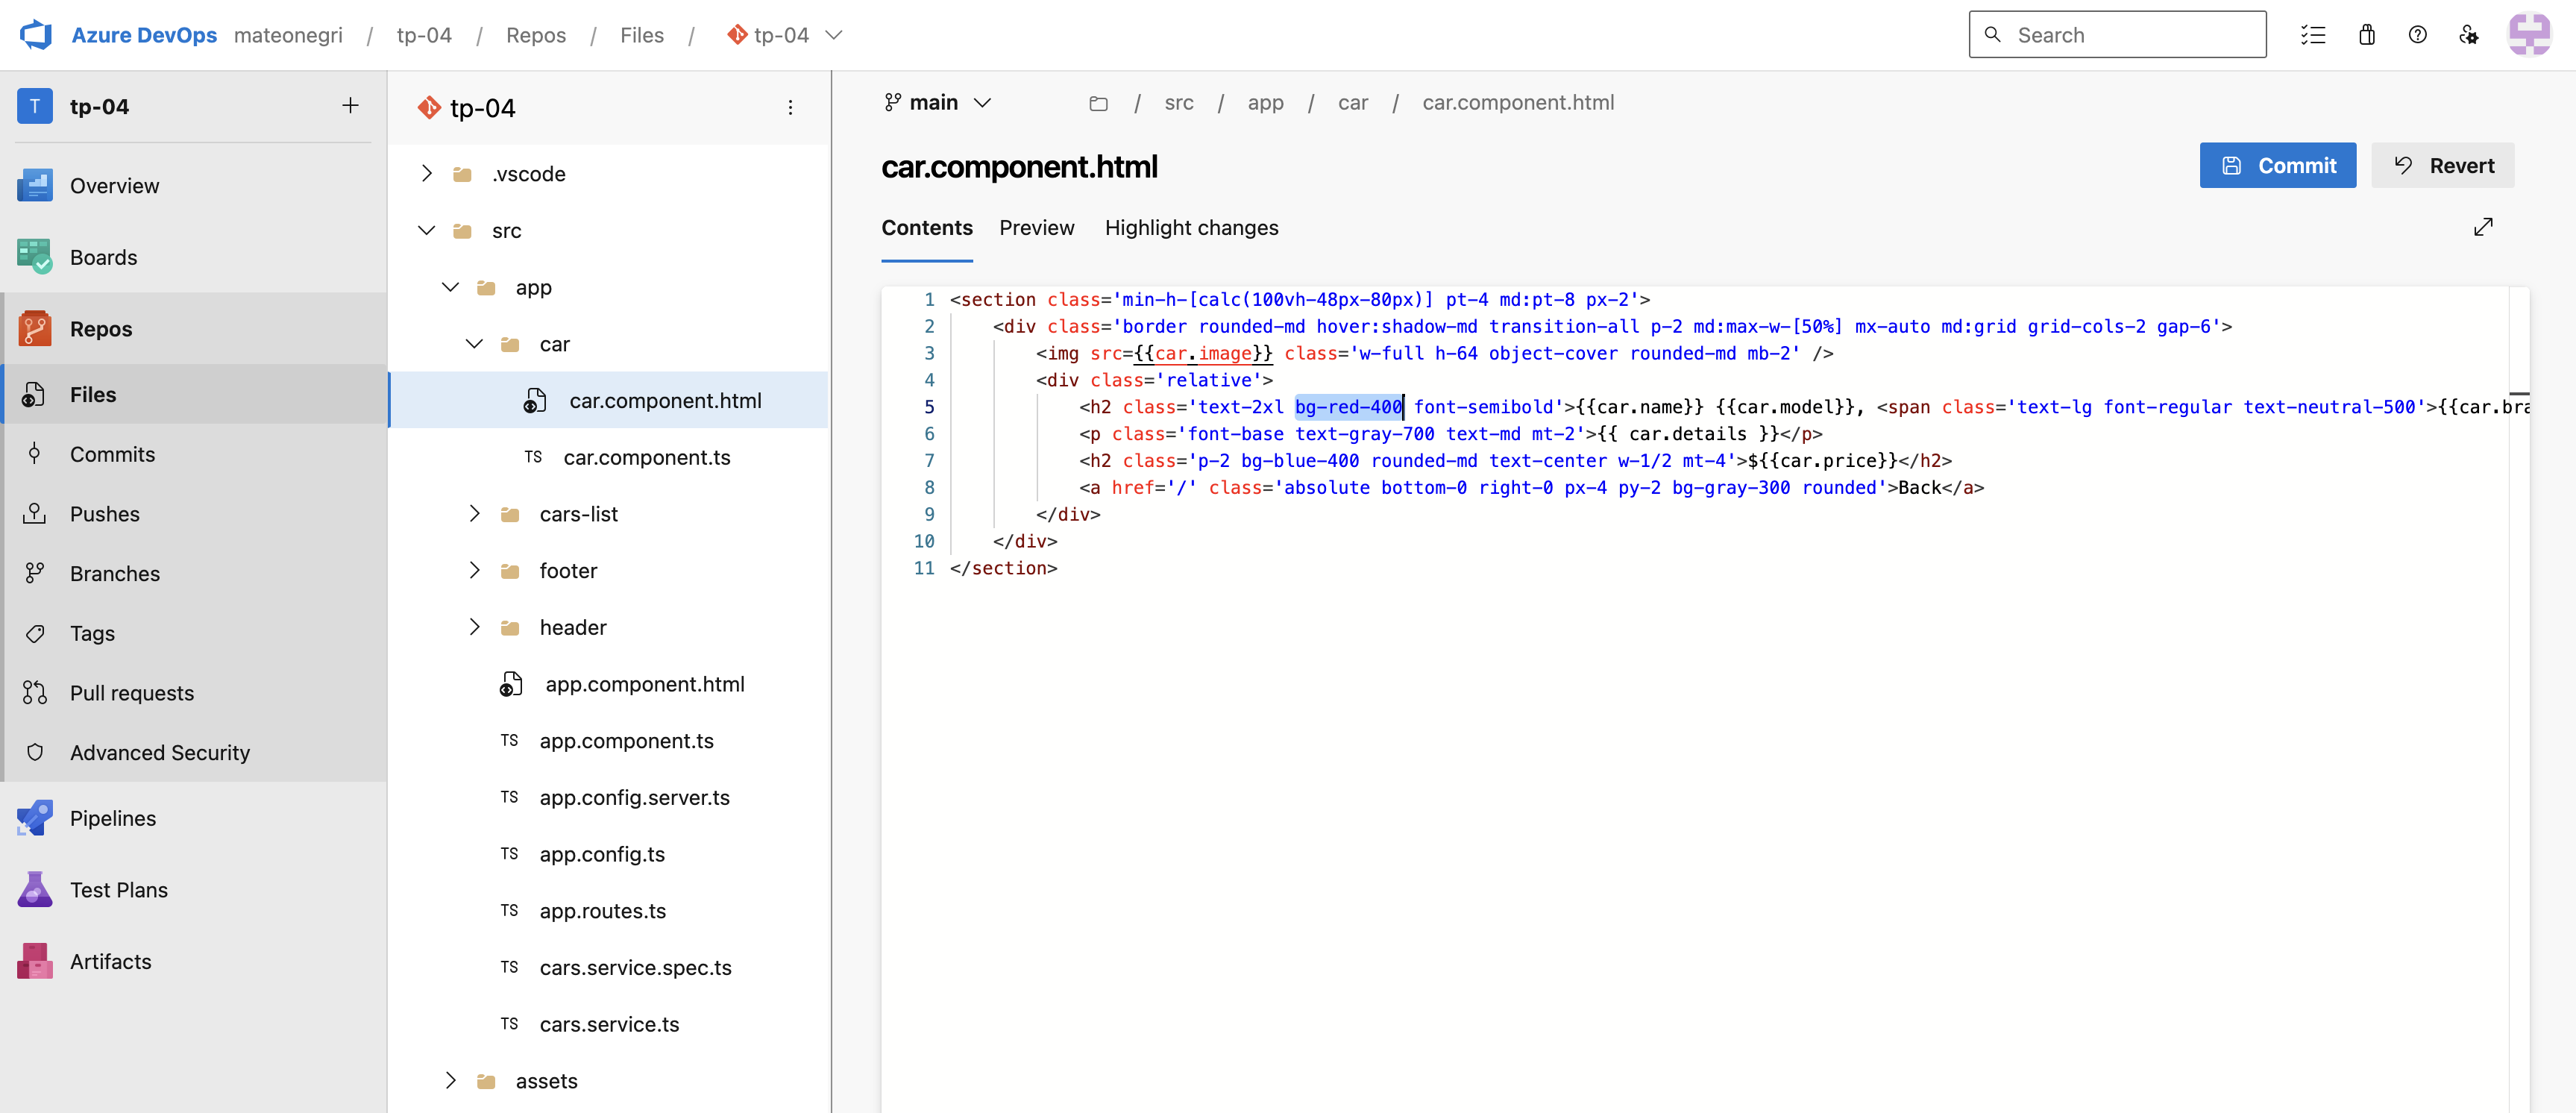 Azure DevOps mateonegri / tp-04 / Repos / Files / tp-04 Search
T tp-04
Overview
Boards
Repos
Files
Commits
Pushes
Branches
Tags
Pull requests
Advanced Security
Pipelines
Test Plans
Artifacts
tp-04
.vscode
src
app
car
car.component.html
TS car.component.ts
cars-list
footer
header
app.component.html
TS app.component.ts
TS app.config.server.ts
TS app.config.ts
TS app.routes.ts
TS cars.service.spec.ts
TS cars.service.ts
assets
main / src / app / car / car.component.html
car.component.html
Commit Revert
Contents Preview Highlight changes
1 <section class='min-h-[calc(100vh-48px-80px)] pt-4 md:pt-8 px-2'>
2 <div class='border rounded-md hover:shadow-md transition-all p-2 md:max-w-[50%] mx-auto md:grid grid-cols-2 gap-6'>
3 <img src={{car.image}} class='w-full h-64 object-cover rounded-md mb-2' />
4 <div class='relative'>
5 <h2 class='text-2xl bg-red-400 font-semibold'>{{car.name}} {{car.model}}, <span class='text-lg font-regular text-neutral-500'>{{car.bra
6 <p class='font-base text-gray-700 text-md mt-2'>{{ car.details }}</p>
7 <h2 class='p-2 bg-blue-400 rounded-md text-center w-1/2 mt-4'>${{car.price}}</h2>
8 <a href='/' class='absolute bottom-0 right-0 px-4 py-2 bg-gray-300 rounded'>Back</a>
9 </div>
10 </div>
11 </section>